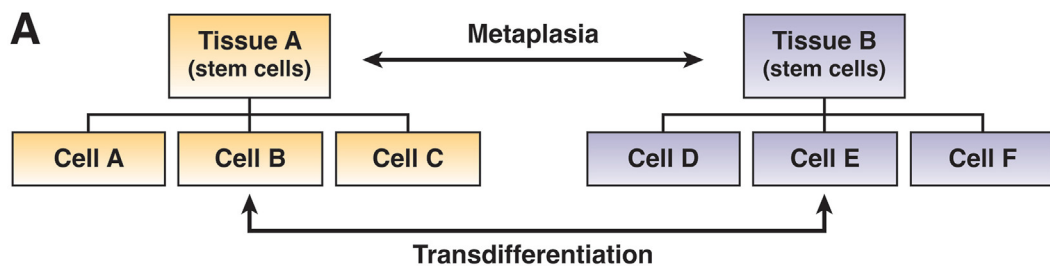 A
Tissue A
(stem cells)
Metaplasia
Tissue B
(stem cells)
Cell A
Cell B
Cell C
Cell D
Cell E
Cell F
Transdifferentiation